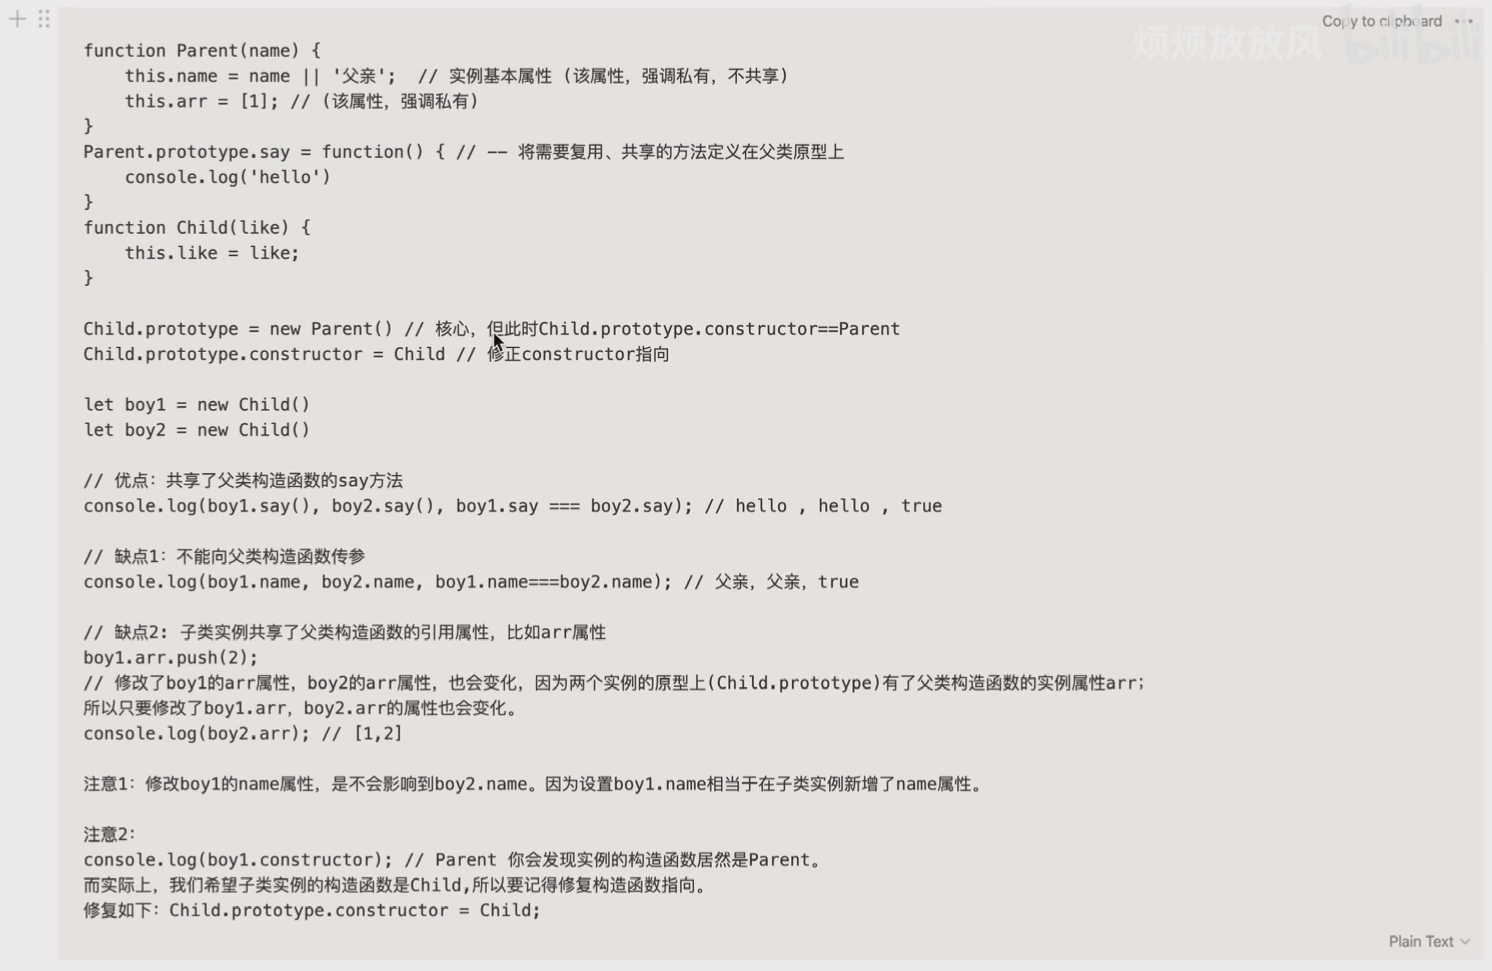 Copy to clipboard
烦烦放放风 bilibili
function Parent(name) {
this.name = name || '父亲'; // 实例基本属性 (该属性，强调私有，不共享)
this.arr = [1]; // (该属性，强调私有)
}
Parent.prototype.say = function() { // -- 将需要复用、共享的方法定义在父类原型上
console.log('hello')
}
function Child(like) {
this.like = like;
}
Child.prototype = new Parent() // 核心，但此时Child.prototype.constructor==Parent
Child.prototype.constructor = Child // 修正constructor指向
let boy1 = new Child()
let boy2 = new Child()
// 优点：共享了父类构造函数的say方法
console.log(boy1.say(), boy2.say(), boy1.say === boy2.say); // hello , hello , true
// 缺点1：不能向父类构造函数传参
console.log(boy1.name, boy2.name, boy1.name===boy2.name); // 父亲，父亲，true
// 缺点2: 子类实例共享了父类构造函数的引用属性，比如arr属性
boy1.arr.push(2);
// 修改了boy1的arr属性，boy2的arr属性，也会变化，因为两个实例的原型上(Child.prototype)有了父类构造函数的实例属性arr;
所以只要修改了boy1.arr，boy2.arr的属性也会变化。
console.log(boy2.arr); // [1,2]
注意1：修改boy1的name属性，是不会影响到boy2.name。因为设置boy1.name相当于在子类实例新增了name属性。
注意2：
console.log(boy1.constructor); // Parent 你会发现实例的构造函数居然是Parent。
而实际上，我们希望子类实例的构造函数是Child,所以要记得修复构造函数指向。
修复如下：Child.prototype.constructor = Child;
Plain Text